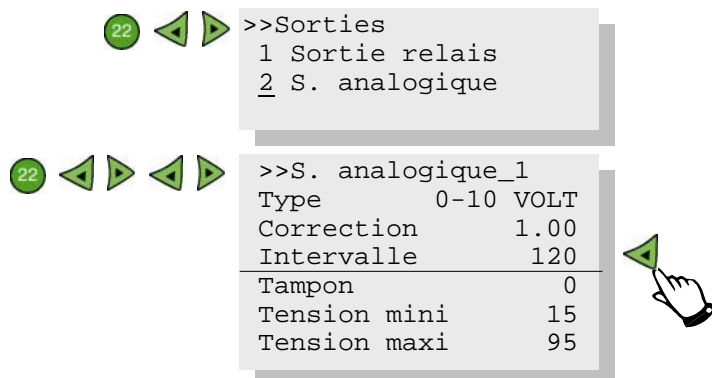 22
>>Sorties
1 Sortie relais
2 S. analogique
22
>>S. analogique_1
Type 0-10 VOLT
Correction 1.00
Intervalle 120
Tampon 0
Tension mini 15
Tension maxi 95